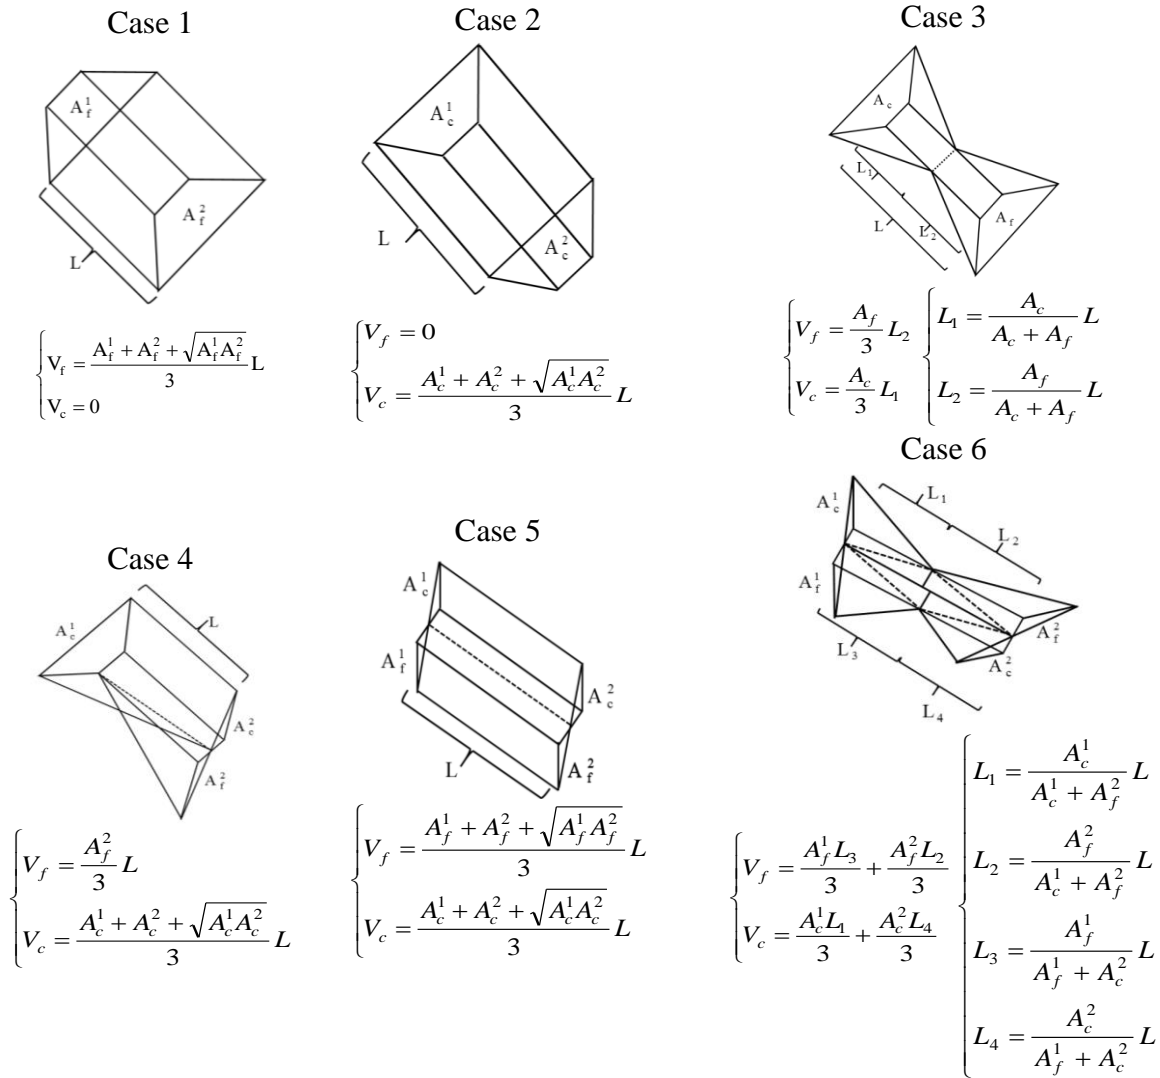 Case 1
A_f^1
A_f^2
L
{ V_f = (A_f^1 + A_f^2 + √(A_f^1 A_f^2)) / 3 L
V_c = 0
Case 2
A_c^1
A_c^2
L
{ V_f = 0
V_c = (A_c^1 + A_c^2 + √(A_c^1 A_c^2)) / 3 L
Case 3
A_c
L_1
L
L_2
A_f
{ V_f = A_f / 3 L_2
V_c = A_c / 3 L_1
{ L_1 = A_c / (A_c + A_f) L
L_2 = A_f / (A_c + A_f) L
Case 4
A_c^1
L
A_c^2
A_f^2
{ V_f = A_f^2 / 3 L
V_c = (A_c^1 + A_c^2 + √(A_c^1 A_c^2)) / 3 L
Case 5
A_c^1
A_f^1
A_c^2
L
A_f^2
{ V_f = (A_f^1 + A_f^2 + √(A_f^1 A_f^2)) / 3 L
V_c = (A_c^1 + A_c^2 + √(A_c^1 A_c^2)) / 3 L
Case 6
A_c^1
L_1
L_2
A_f^1
A_f^2
L_3
A_c^2
L_4
{ V_f = A_f^1 L_3 / 3 + A_f^2 L_2 / 3
V_c = A_c^1 L_1 / 3 + A_c^2 L_4 / 3
{ L_1 = A_c^1 / (A_c^1 + A_f^2) L
L_2 = A_f^2 / (A_c^1 + A_f^2) L
L_3 = A_f^1 / (A_f^1 + A_c^2) L
L_4 = A_c^2 / (A_f^1 + A_c^2) L